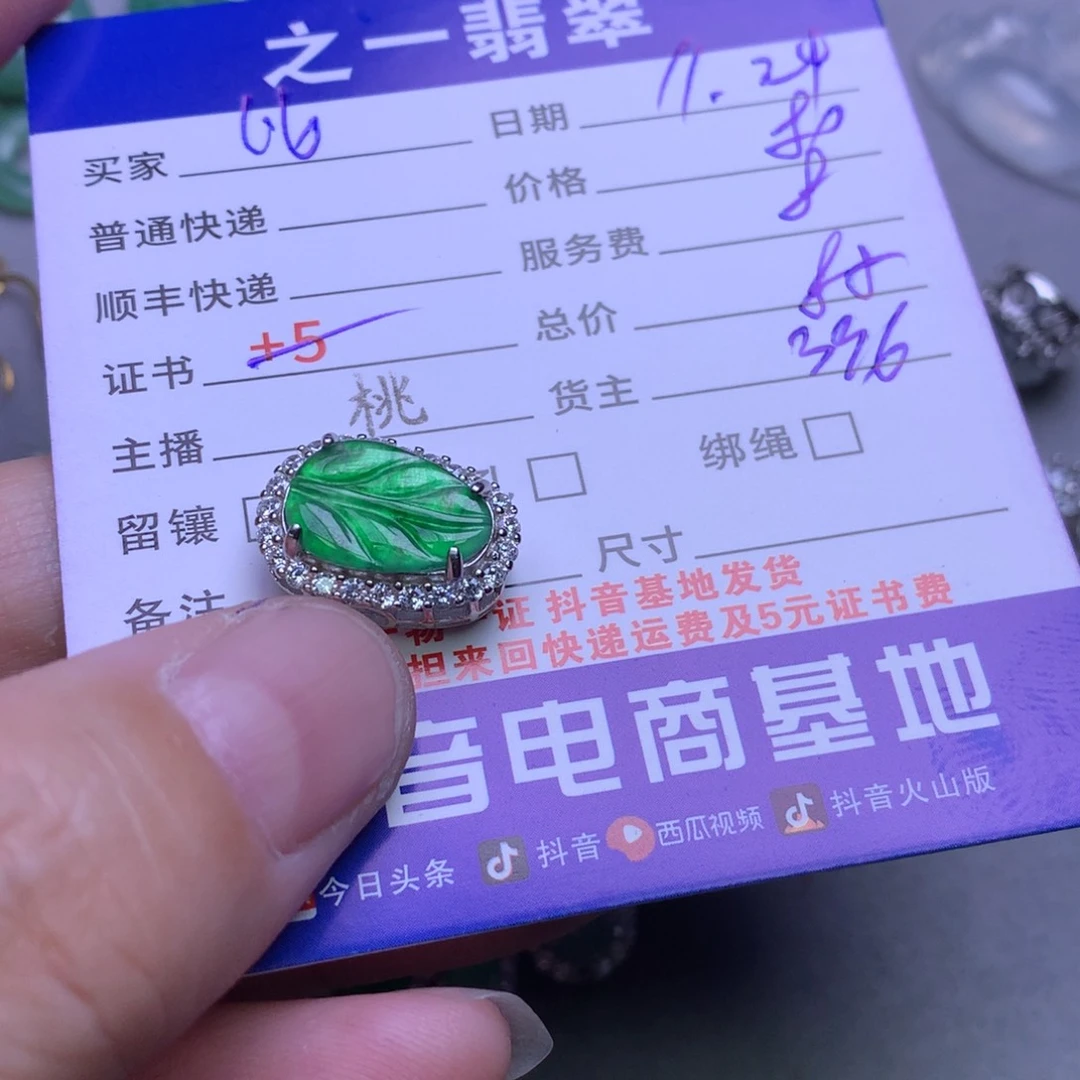 之一翡翠
买家 66 日期 11.24
普通快递 价格
顺丰快递 服务费
证书 +5 总价
主播 桃 货主 376
留镶 绑绳
备注 尺寸
证 抖音基地发货
担来回快递运费及5元证书费
音电商基地
今日头条 抖音 西瓜视频 抖音火山版